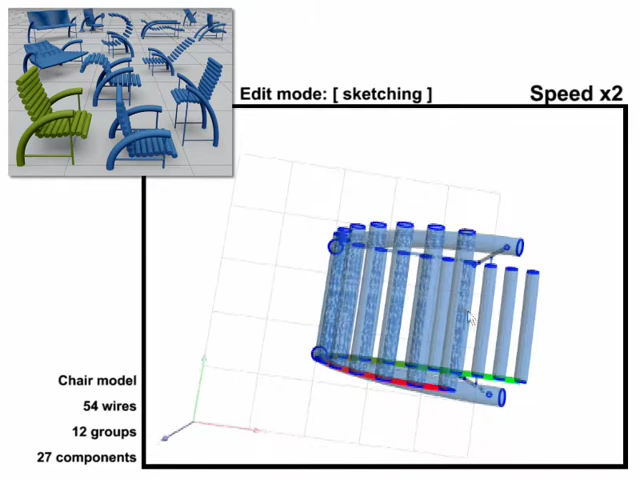 Edit mode: [ sketching ]
Speed x2
Chair model
54 wires
12 groups
27 components